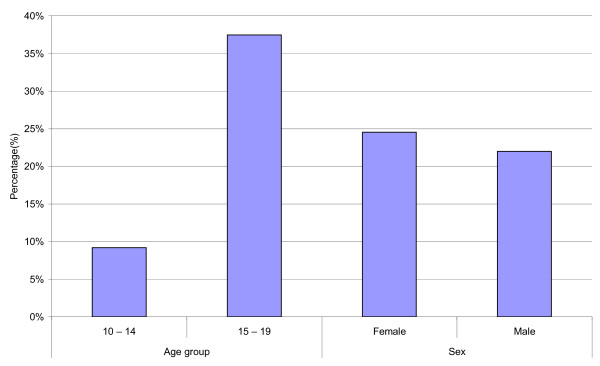 40%
35%
30%
25%
20%
15%
10%
5%
0%
Percentage(%)
10 – 14
15 – 19
Female
Male
Age group
Sex